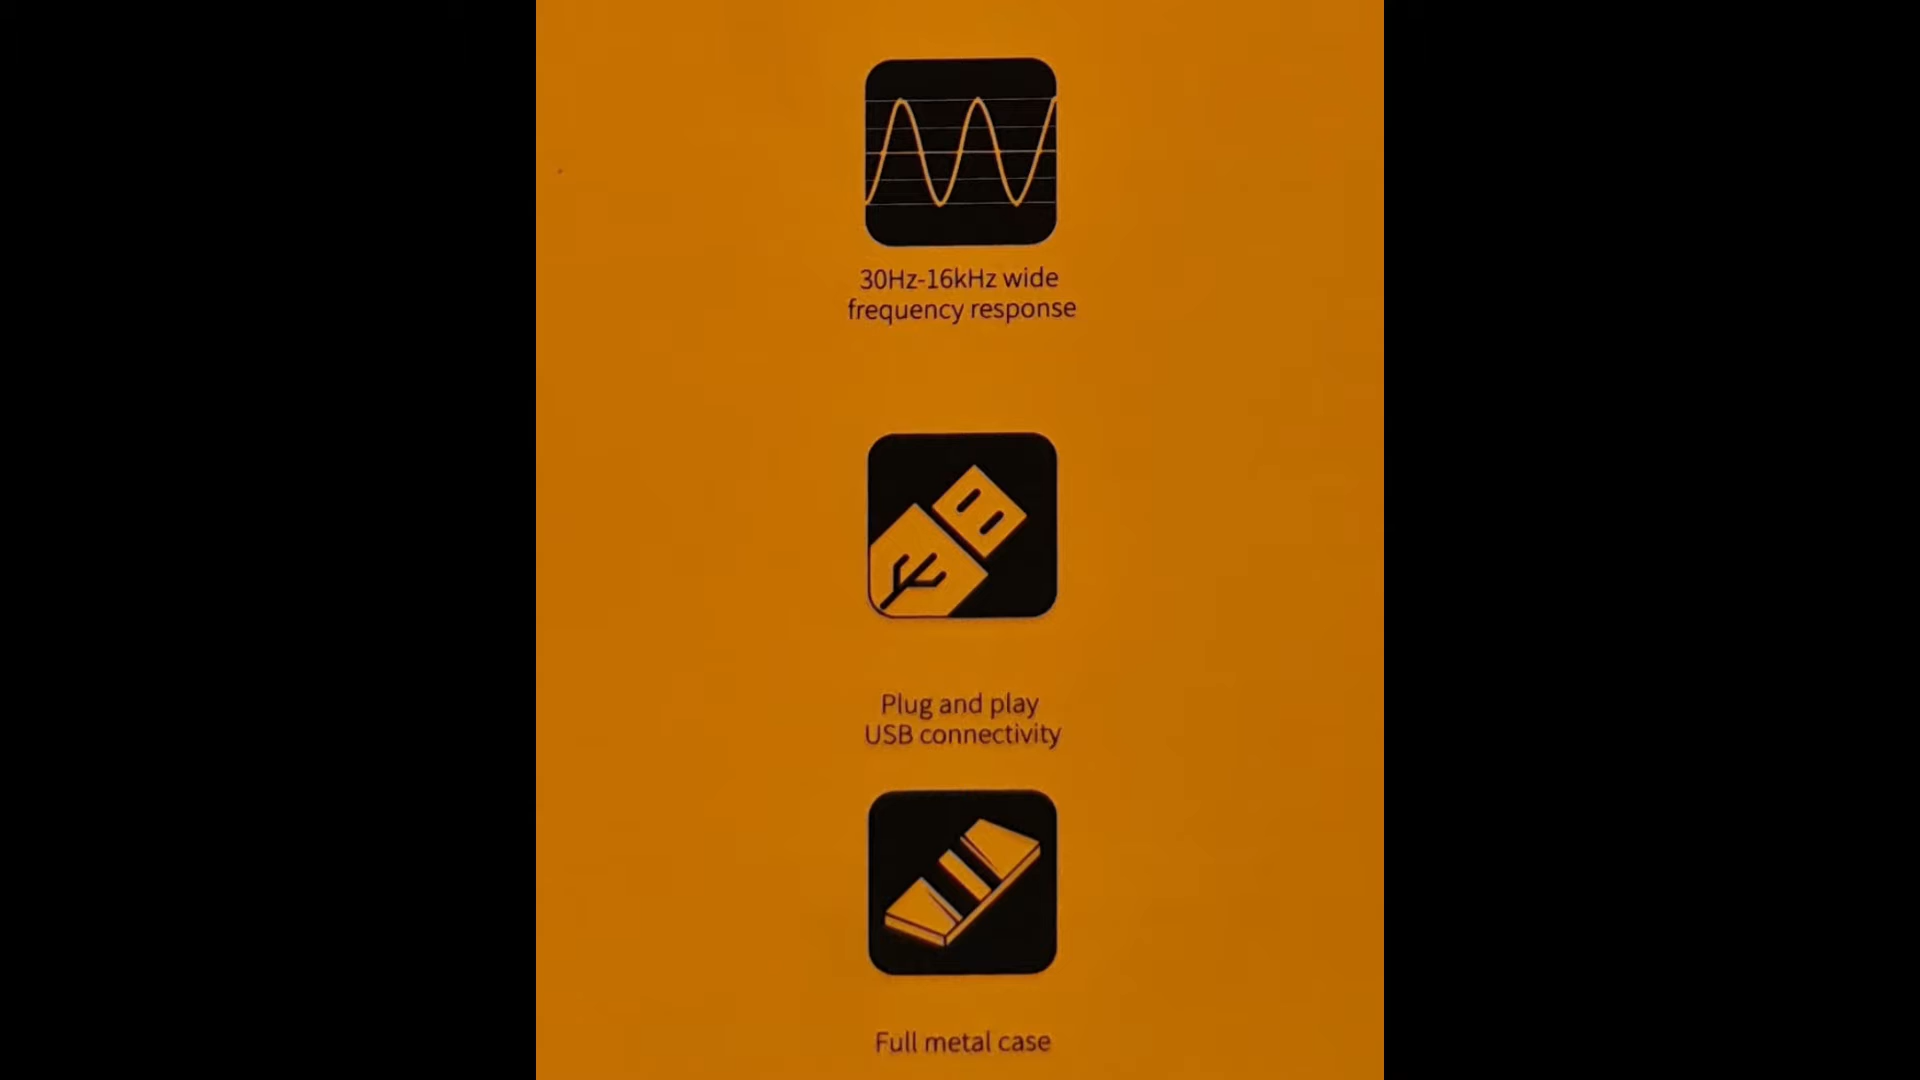 30Hz-16kHz wide
frequency response
Plug and play
USB connectivity
Full metal case